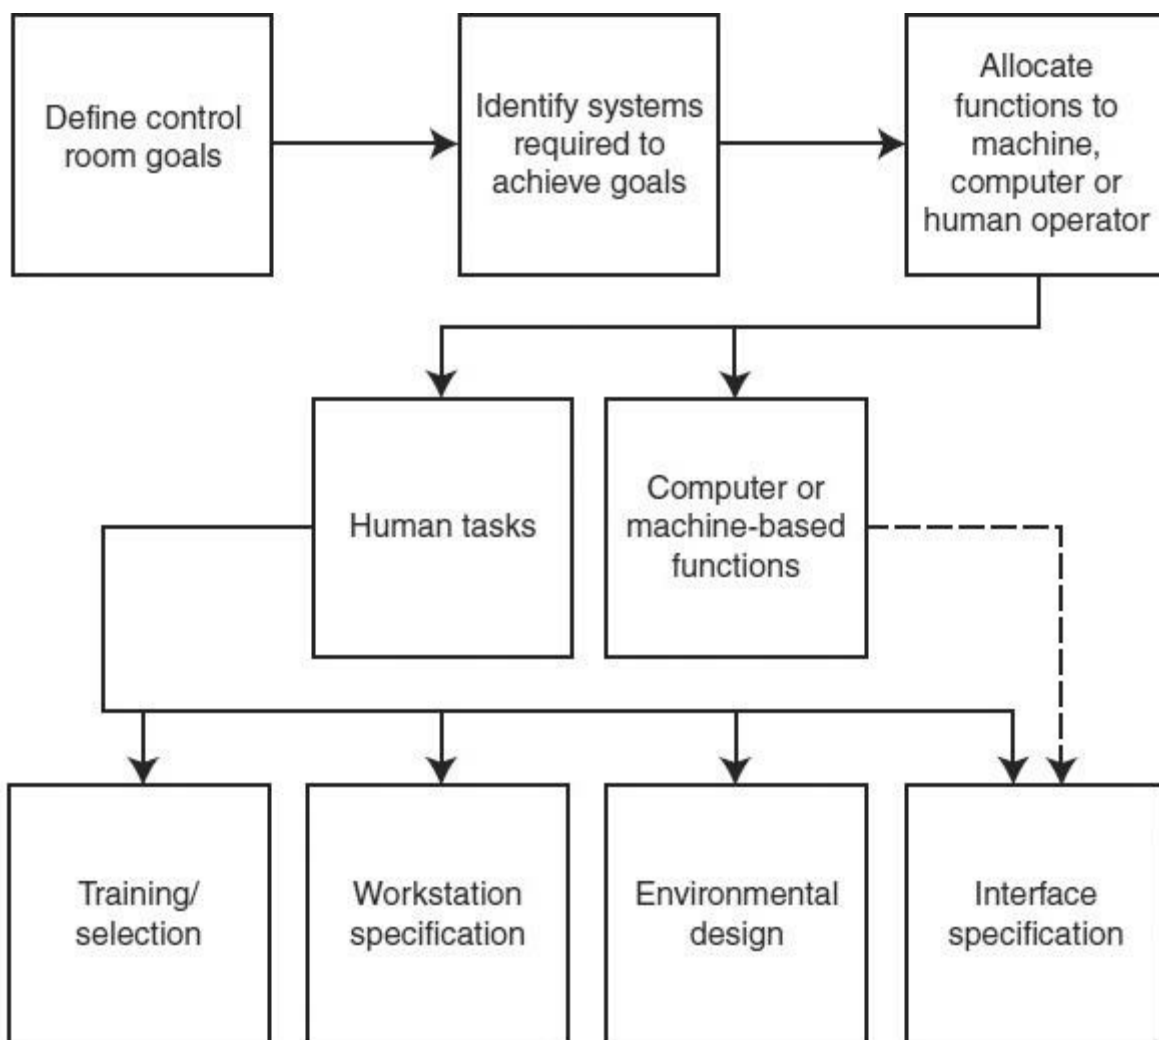 Define control
room goals
Identify systems
required to
achieve goals
Allocate
functions to
machine,
computer or
human operator
Human tasks
Computer or
machine-based
functions
Training/
selection
Workstation
specification
Environmental
design
Interface
specification